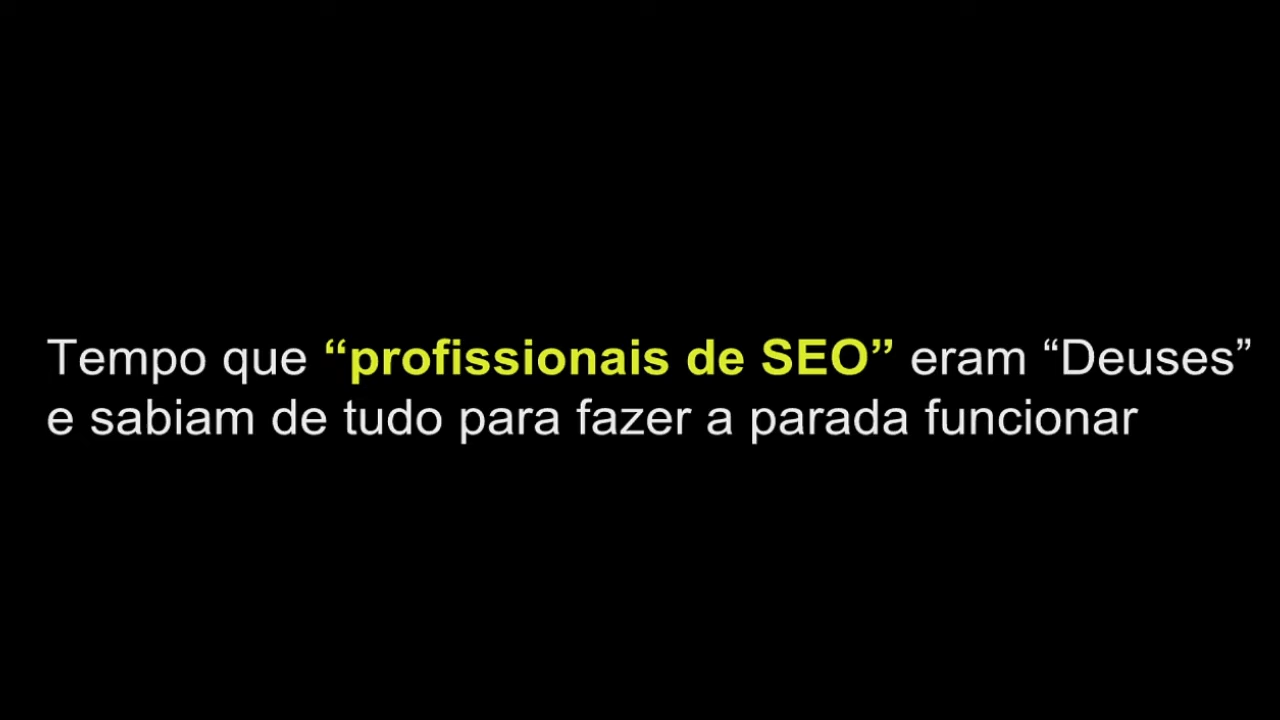 Tempo que “profissionais de SEO” eram “Deuses”
e sabiam de tudo para fazer a parada funcionar